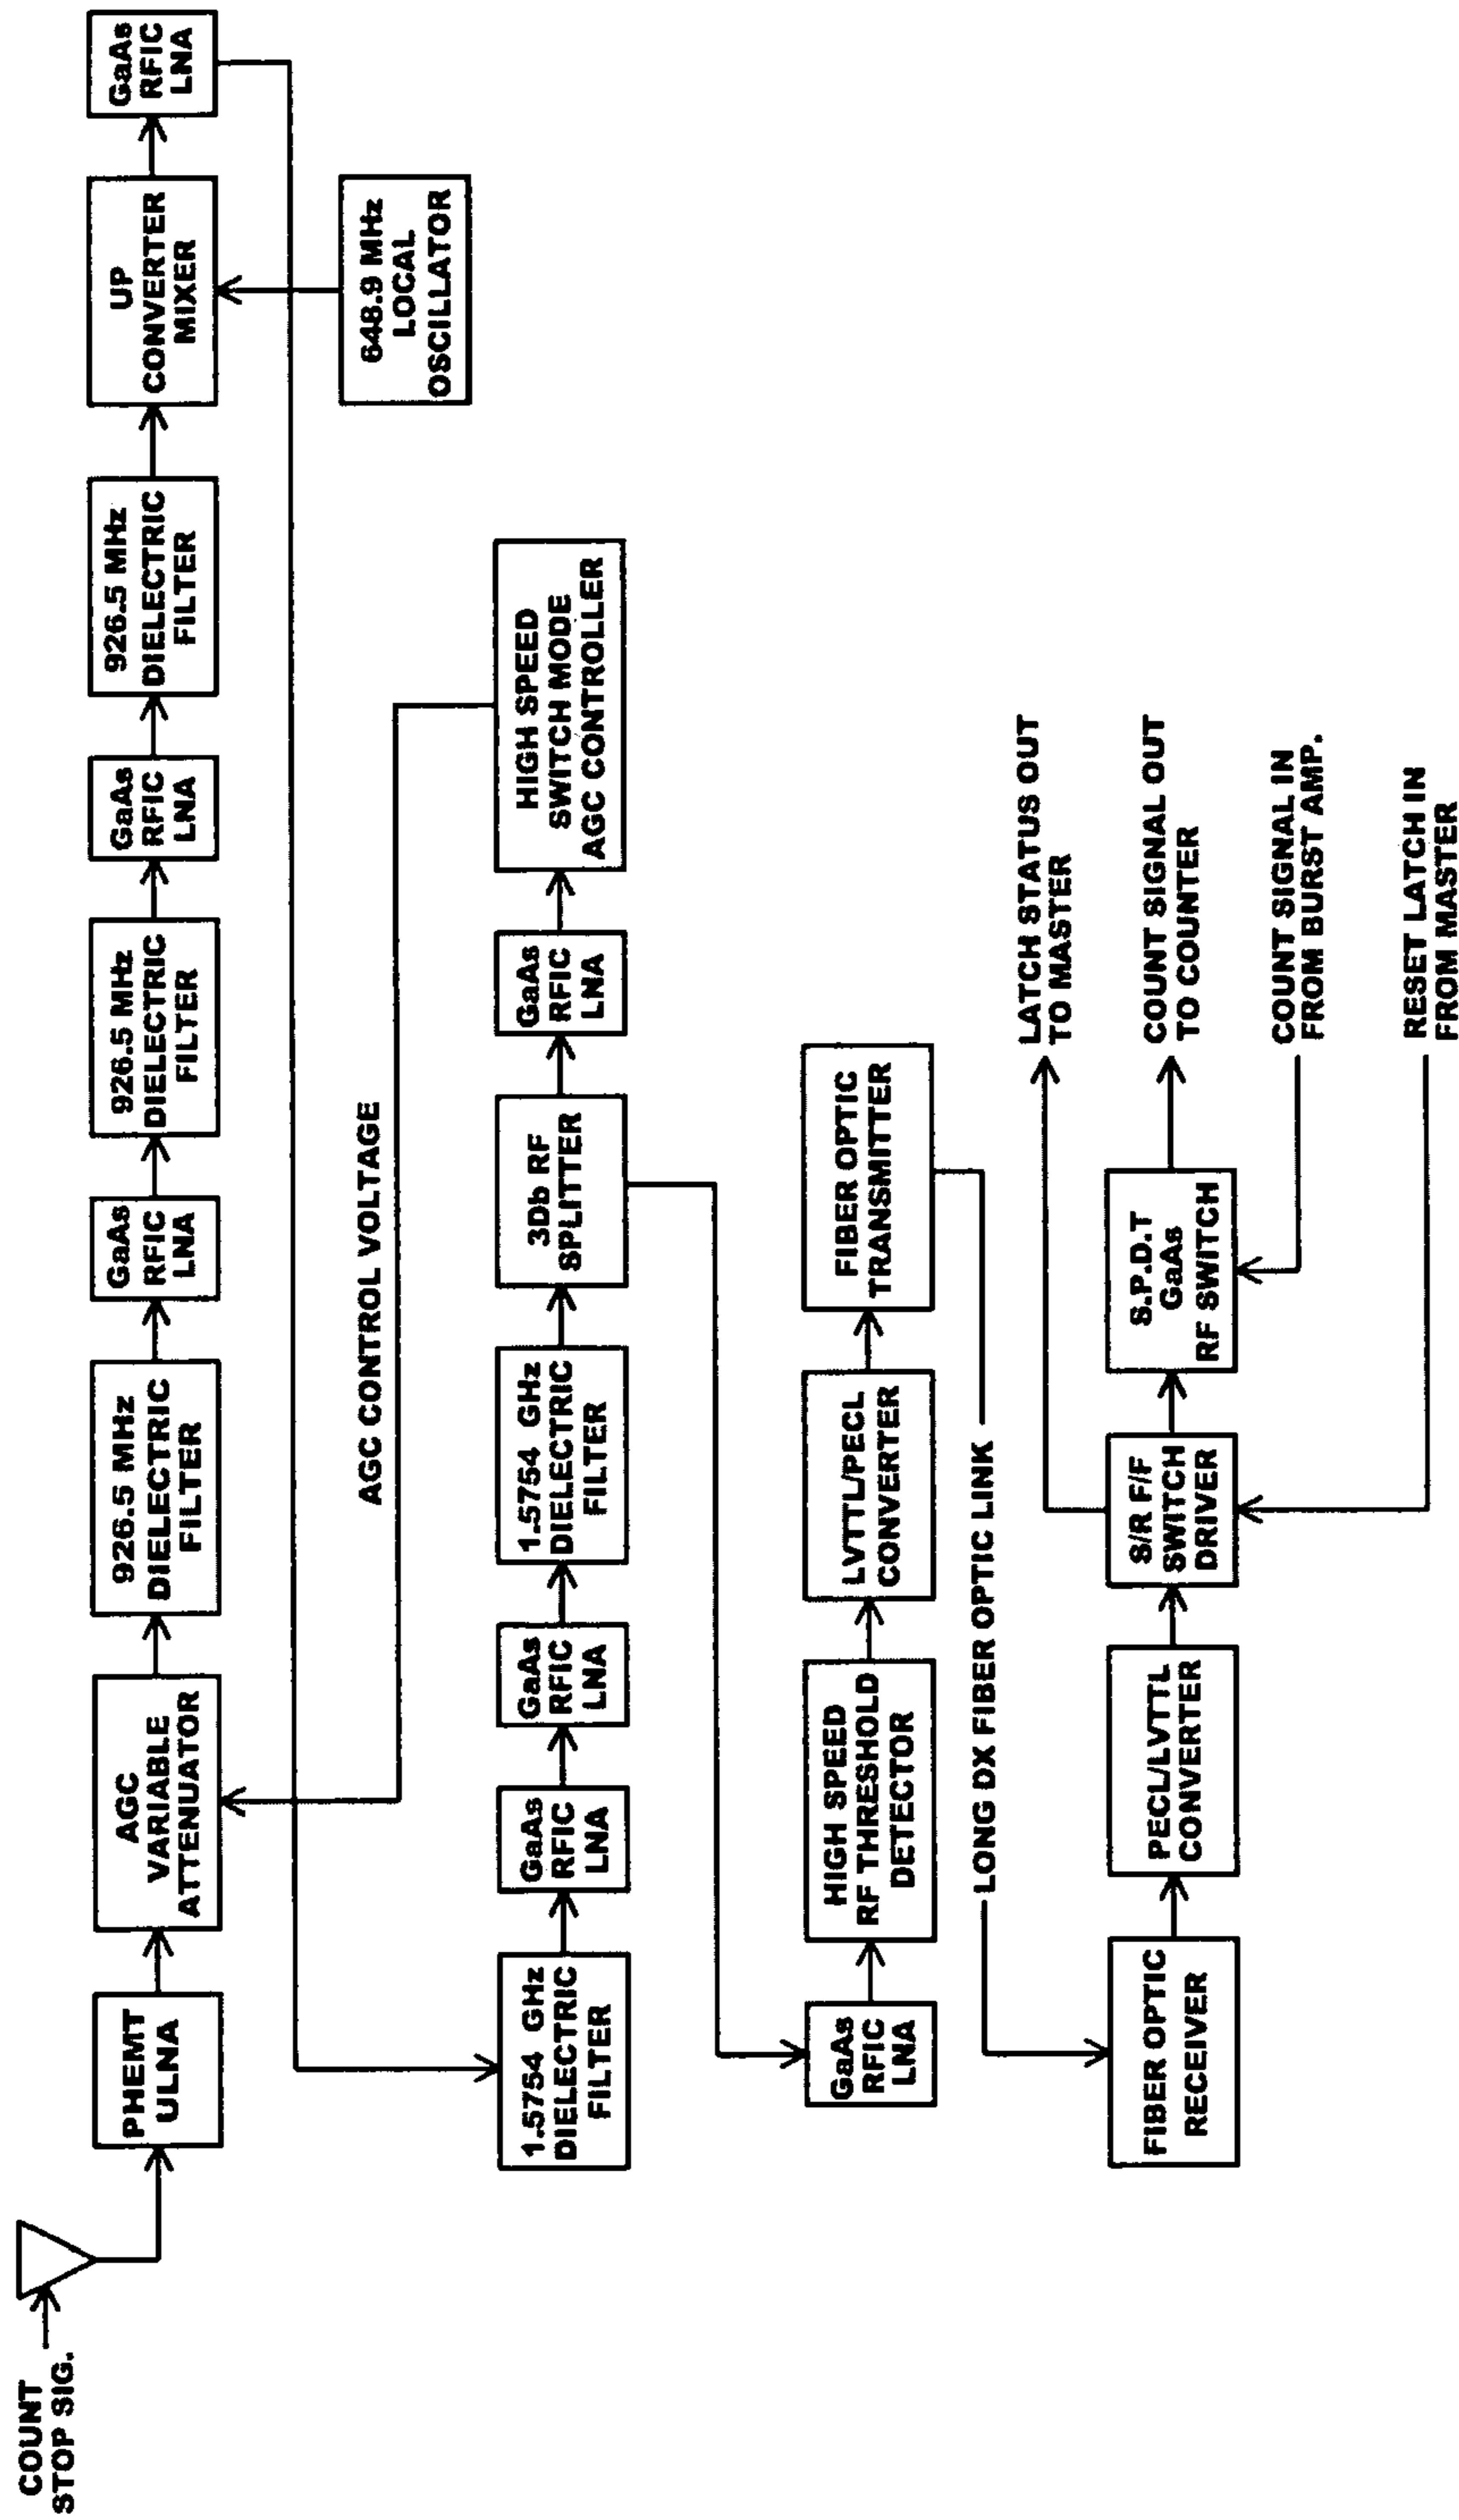 COUNT
STOP SIG.
PHEMT
ULNA
AGC
VARIABLE
ATTENUATOR
926.5 MHz
DIELECTRIC
FILTER
GaAs
RFIC
LNA
926.5 MHz
DIELECTRIC
FILTER
GaAs
RFIC
LNA
926.5 MHz
DIELECTRIC
FILTER
UP
CONVERTER
MIXER
GaAs
RFIC
LNA
648.9 MHz
LOCAL
OSCILLATOR
AGC CONTROL VOLTAGE
1.5754 GHz
DIELECTRIC
FILTER
GaAs
RFIC
LNA
GaAs
RFIC
LNA
1.5754 GHz
DIELECTRIC
FILTER
3Db RF
SPLITTER
GaAs
RFIC
LNA
HIGH SPEED
SWITCH MODE
AGC CONTROLLER
GaAs
RFIC
LNA
HIGH SPEED
RF THRESHOLD
DETECTOR
LVTTL/PECL
CONVERTER
FIBER OPTIC
TRANSMITTER
LONG DX FIBER OPTIC LINK
FIBER OPTIC
RECEIVER
PECL/LVTTL
CONVERTER
S/R F/F
SWITCH
DRIVER
S.P.D.T
GaAs
RF SWITCH
LATCH STATUS OUT
TO MASTER
COUNT SIGNAL OUT
TO COUNTER
COUNT SIGNAL IN
FROM BURST AMP.
RESET LATCH IN
FROM MASTER